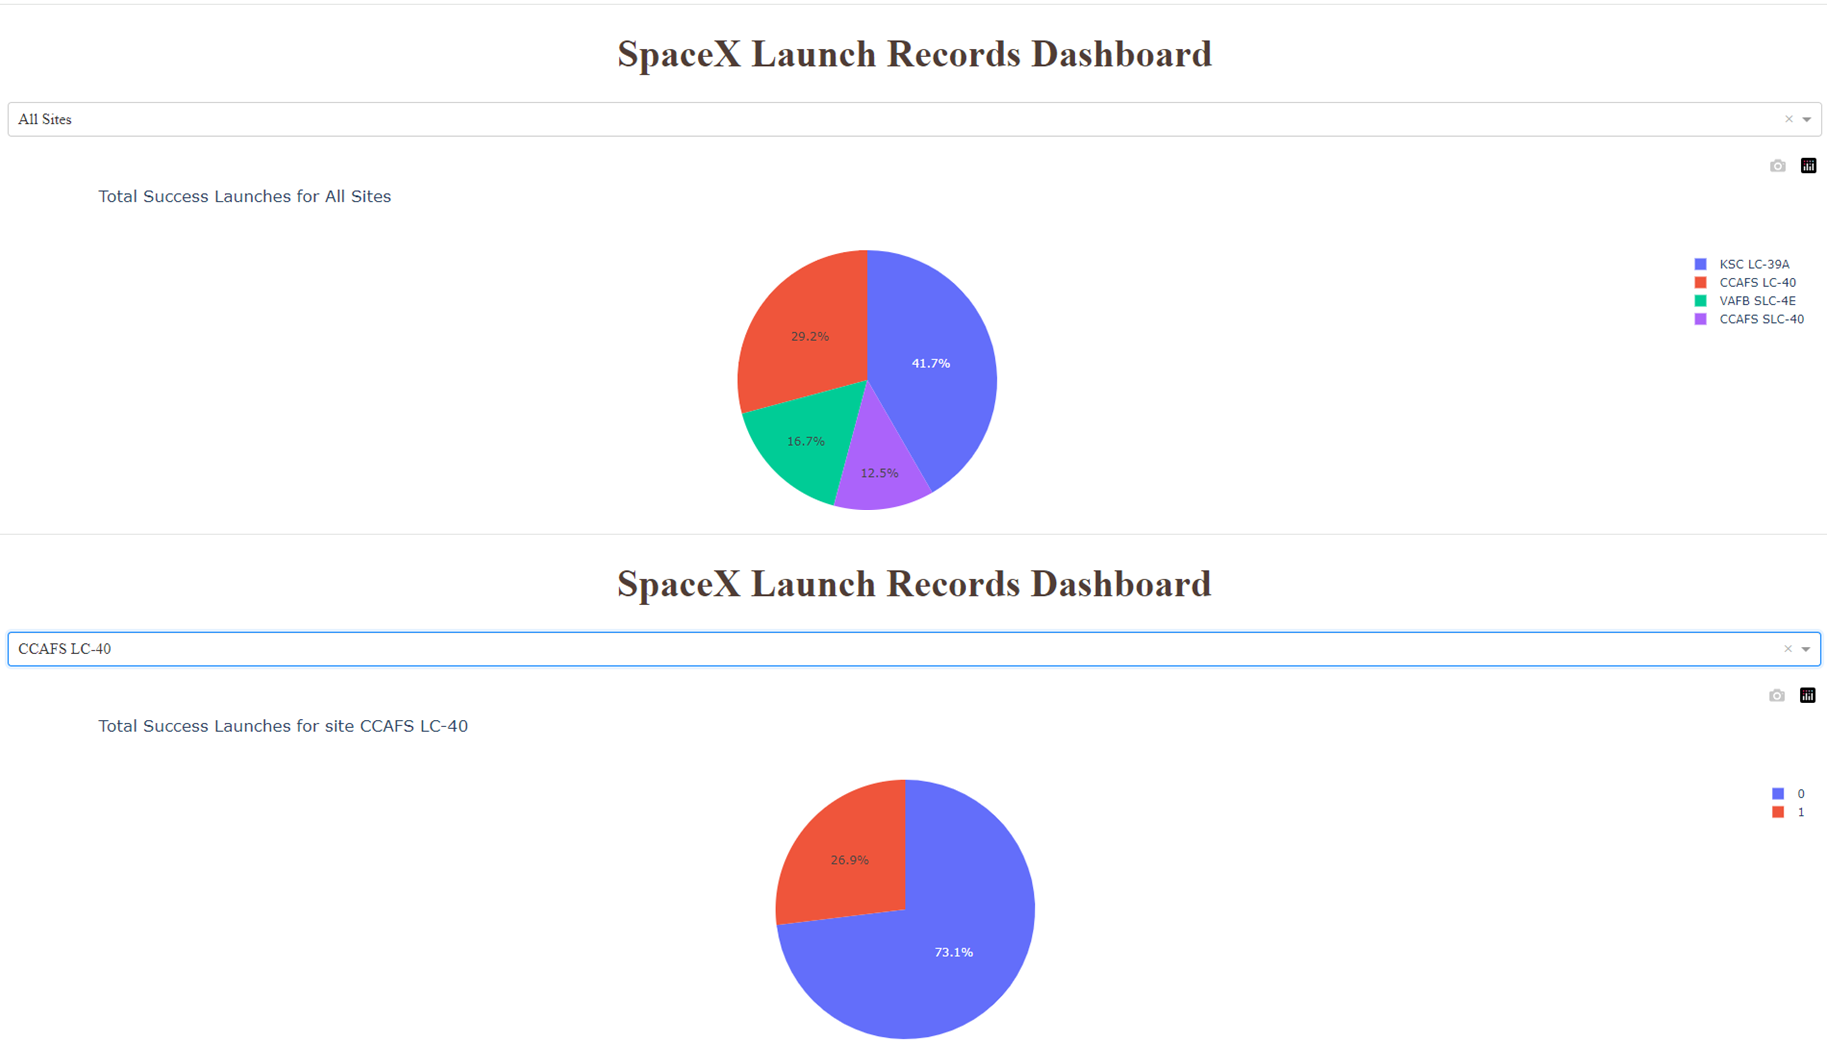 SpaceX Launch Records Dashboard
All Sites
Total Success Launches for All Sites
KSC LC-39A
CCAFS LC-40
VAFB SLC-4E
CCAFS SLC-40
29.2%
41.7%
16.7%
12.5%
SpaceX Launch Records Dashboard
CCAFS LC-40
Total Success Launches for site CCAFS LC-40
0
1
26.9%
73.1%